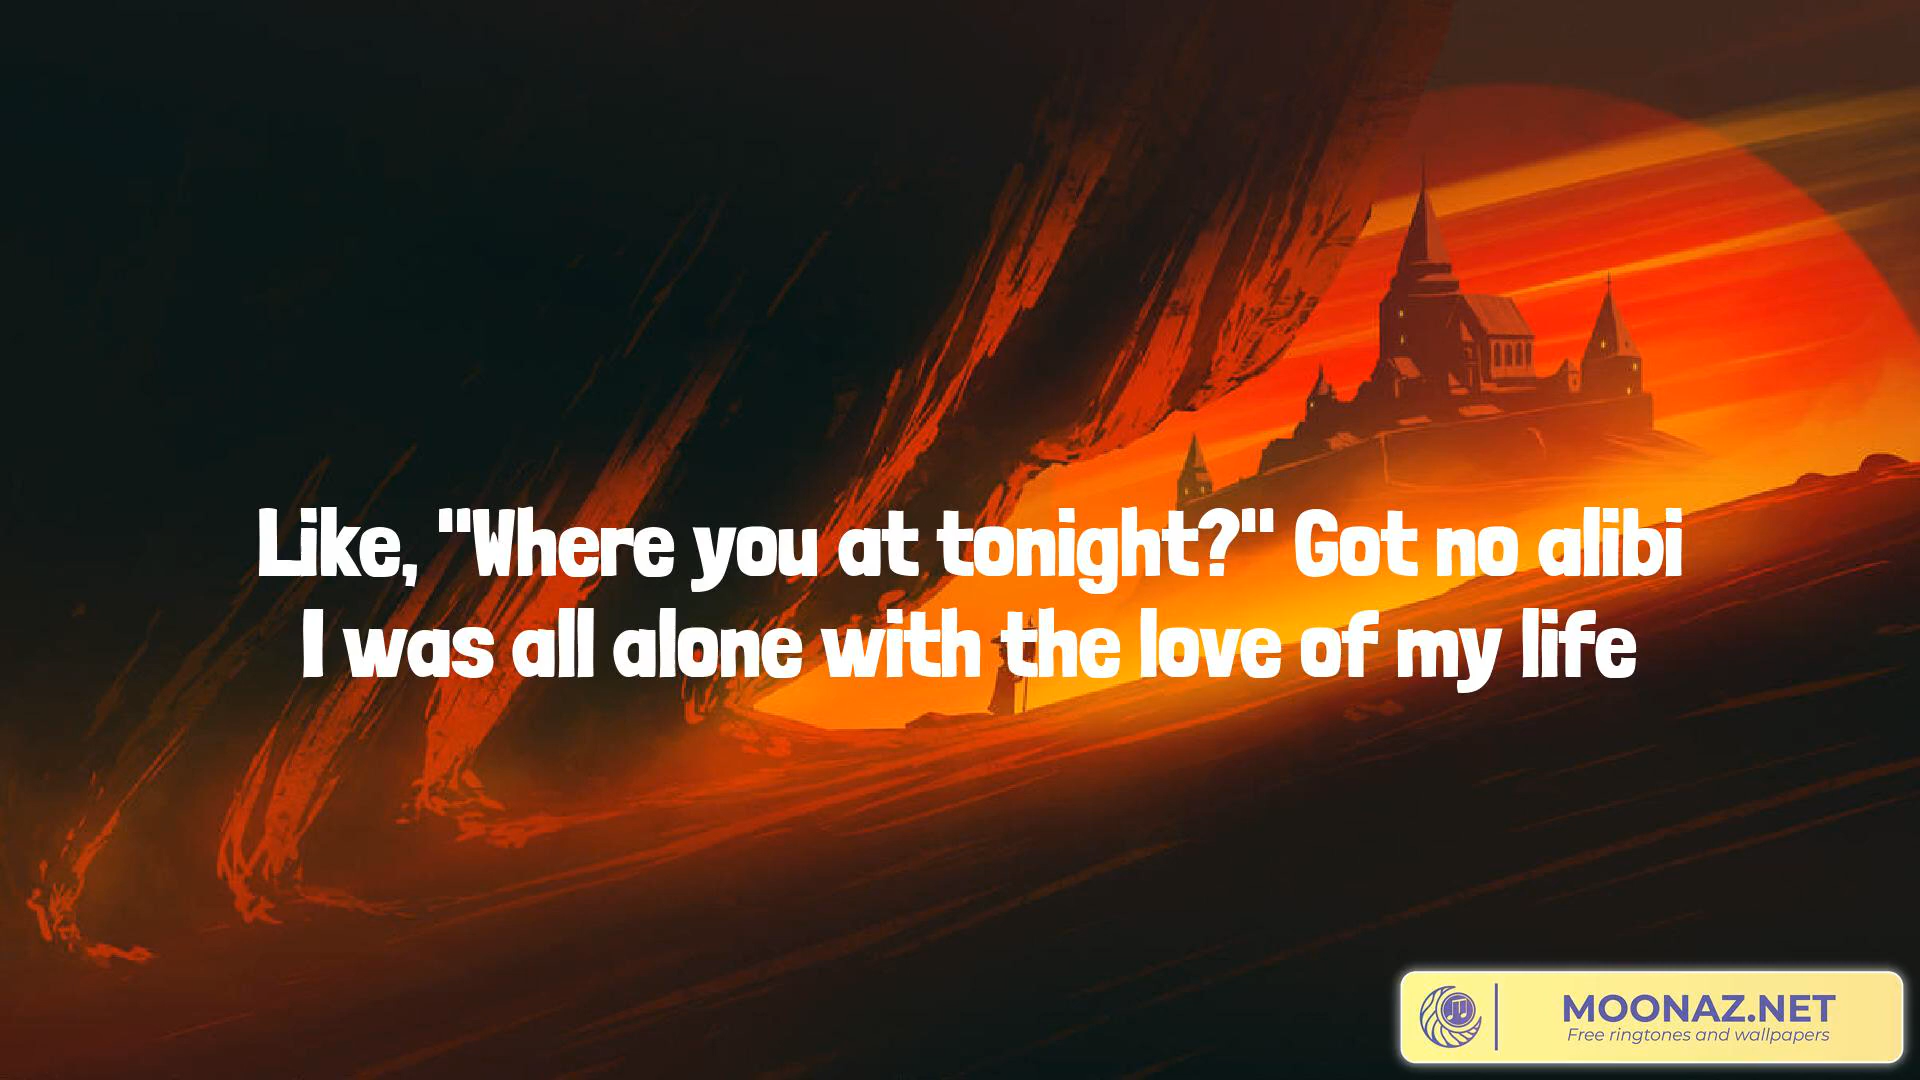 Like, "Where you at tonight?" Got no alibi
I was all alone with the love of my life
MOONAZ.NET
Free ringtones and wallpapers